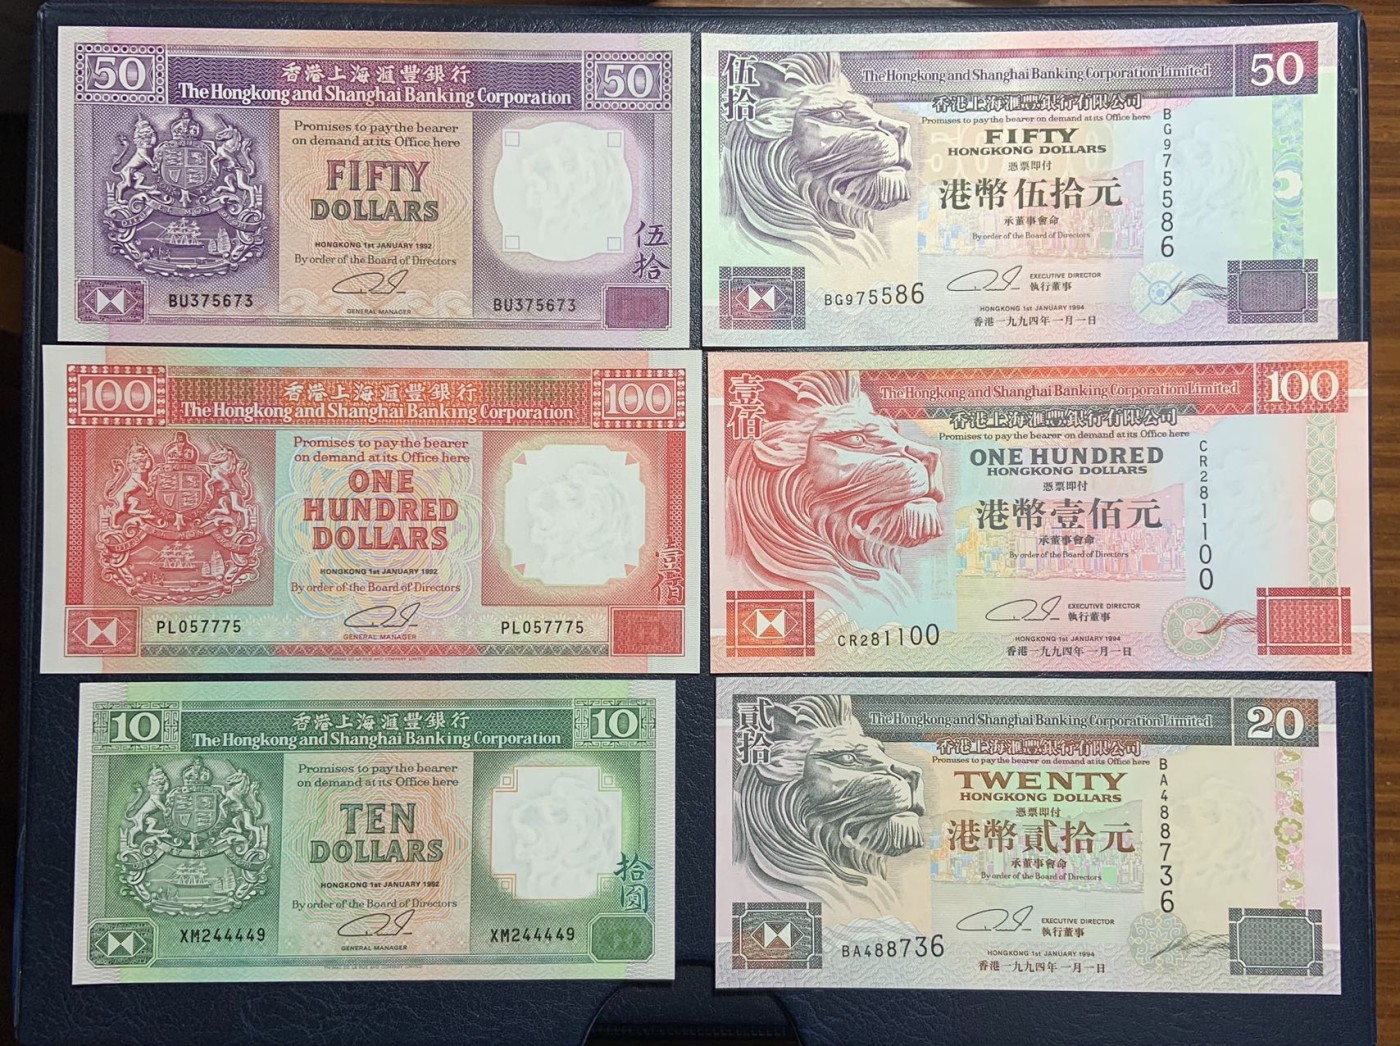 50
香港上海滙豐銀行
50
The Hongkong and Shanghai Banking Corporation
Promises to pay the bearer
on demand at its Office here
FIFTY
DOLLARS
HONGKONG 1st JANUARY 1992
By order of the Board of Directors
GENERAL MANAGER
伍拾
BU375673
BU375673
伍拾
The Hongkong and Shanghai Banking Corporation Limited
50
香港上海滙豐銀行有限公司
Promises to pay the bearer on demand at its Office here
FIFTY
HONGKONG DOLLARS
憑票即付
港幣伍拾元
承董事會命
By order of the Board of Directors
EXECUTIVE DIRECTOR
執行董事
HONGKONG 1st JANUARY 1994
香港一九九四年一月一日
BG975586
BG975586
100
香港上海滙豐銀行
100
The Hongkong and Shanghai Banking Corporation
Promises to pay the bearer
on demand at its Office here
ONE
HUNDRED
DOLLARS
HONGKONG 1st JANUARY 1992
By order of the Board of Directors
GENERAL MANAGER
壹佰
PL057775
PL057775
壹佰
The Hongkong and Shanghai Banking Corporation Limited
100
香港上海滙豐銀行有限公司
Promises to pay the bearer on demand at its Office here
ONE HUNDRED
HONGKONG DOLLARS
憑票即付
港幣壹佰元
承董事會命
By order of the Board of Directors
EXECUTIVE DIRECTOR
執行董事
HONGKONG 1st JANUARY 1994
香港一九九四年一月一日
CR281100
CR281100
10
香港上海滙豐銀行
10
The Hongkong and Shanghai Banking Corporation
Promises to pay the bearer
on demand at its Office here
TEN
DOLLARS
HONGKONG 1st JANUARY 1992
By order of the Board of Directors
GENERAL MANAGER
拾圓
XM244449
XM244449
貳拾
The Hongkong and Shanghai Banking Corporation Limited
20
香港上海滙豐銀行有限公司
Promises to pay the bearer on demand at its Office here
TWENTY
HONGKONG DOLLARS
憑票即付
港幣貳拾元
承董事會命
By order of the Board of Directors
EXECUTIVE DIRECTOR
執行董事
HONGKONG 1st JANUARY 1994
香港一九九四年一月一日
BA488736
BA488736